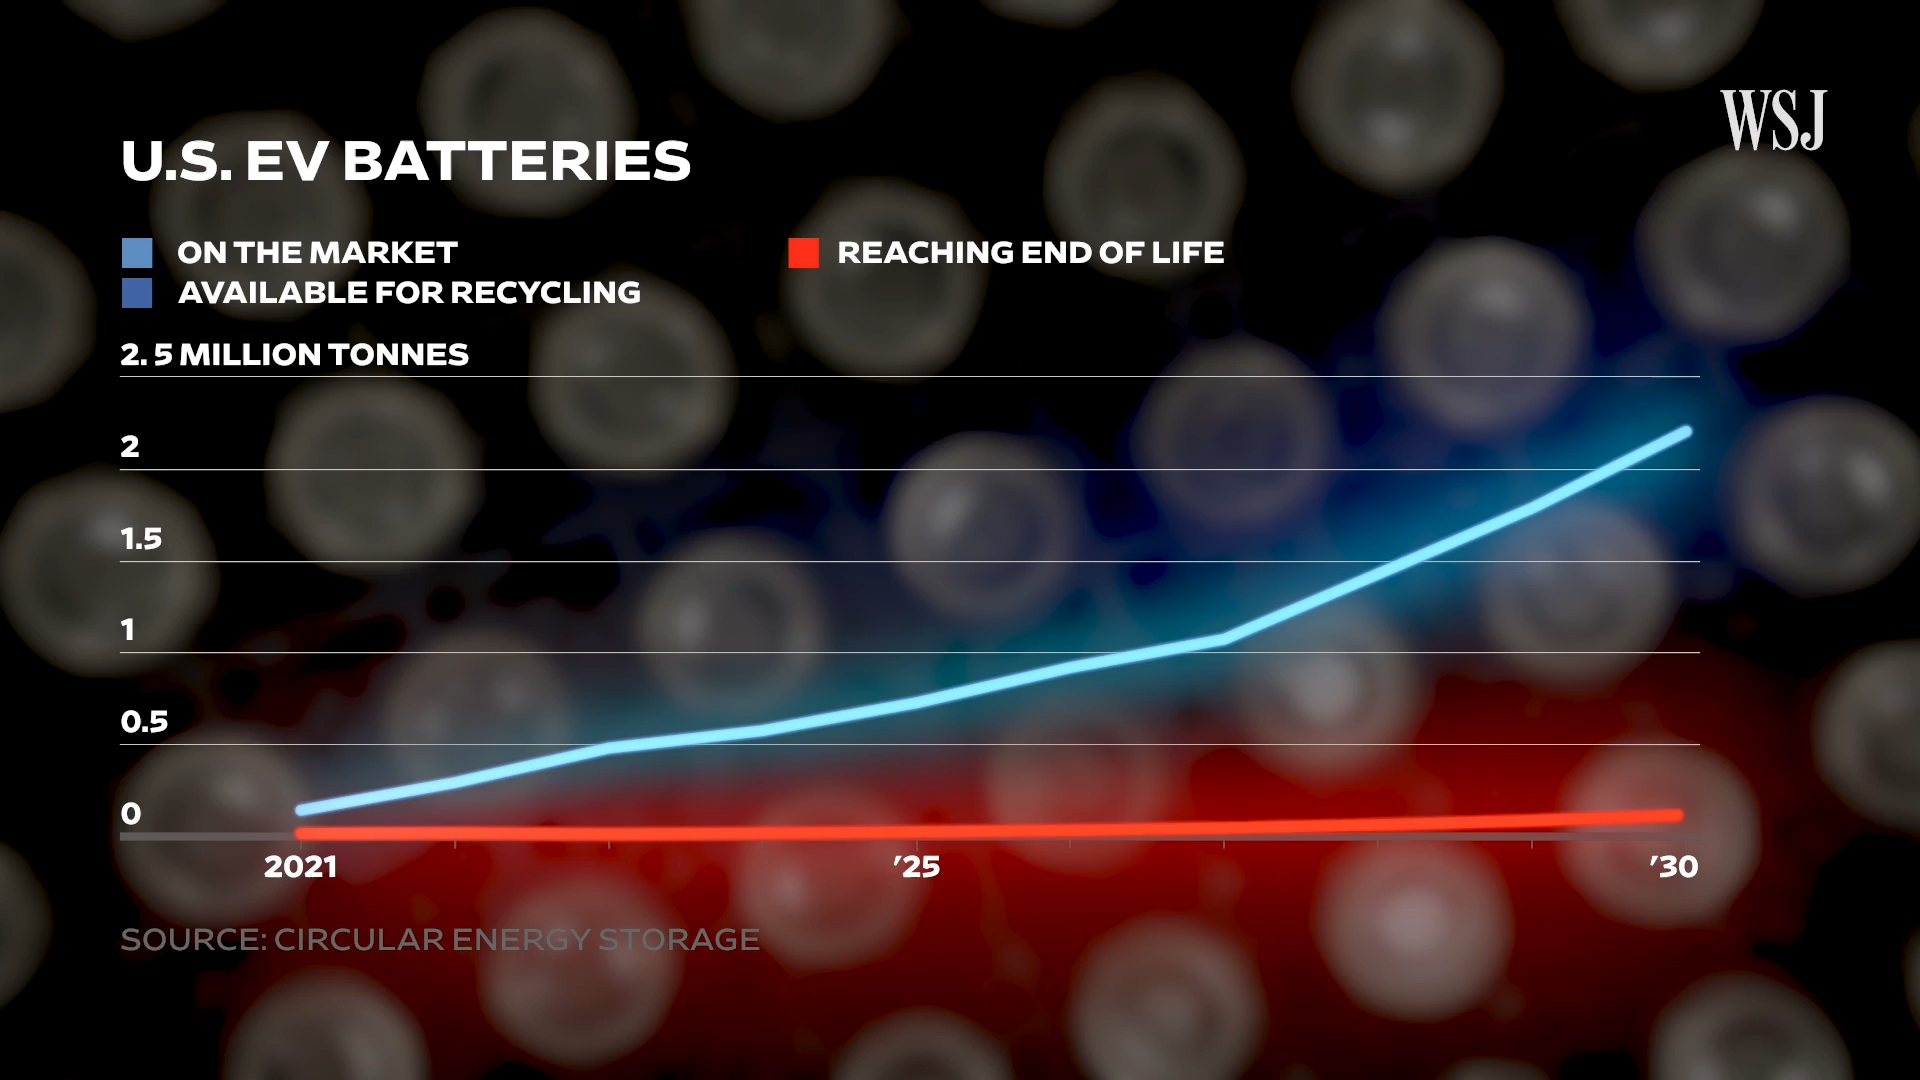 WSJ
U.S. EV BATTERIES
ON THE MARKET
REACHING END OF LIFE
AVAILABLE FOR RECYCLING
2.5 MILLION TONNES
2
1.5
1
0.5
0
2021 ’25 ’30
SOURCE: CIRCULAR ENERGY STORAGE